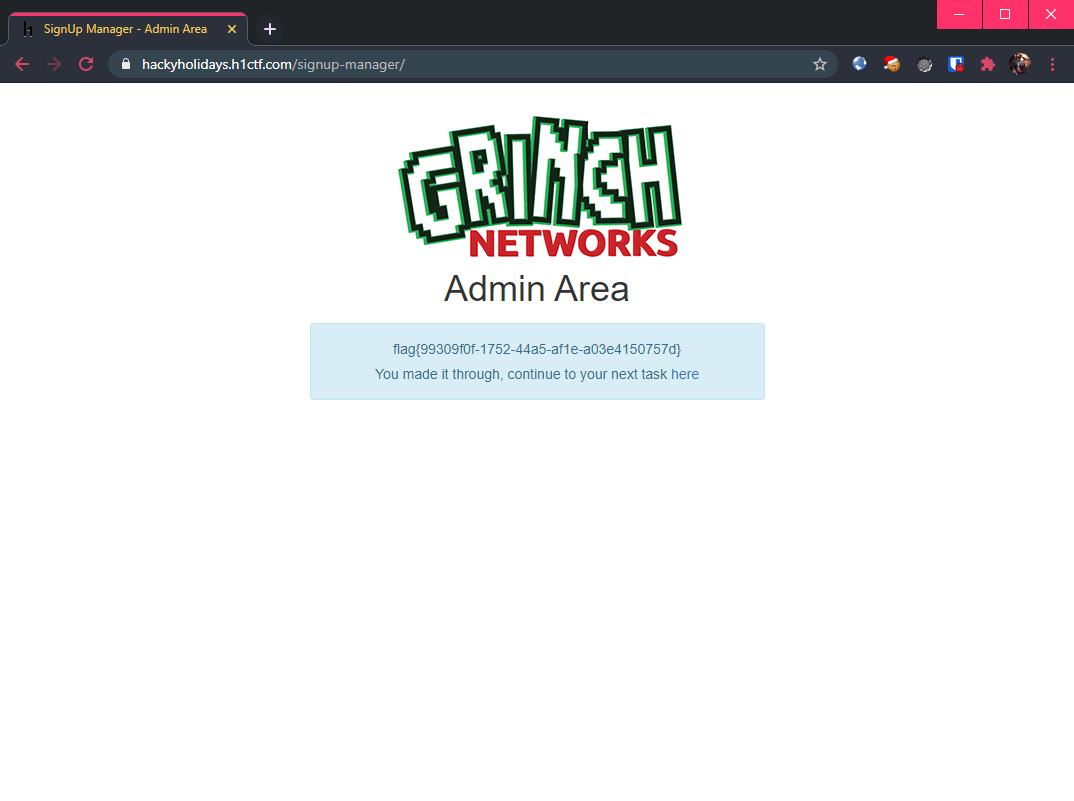 SignUp Manager - Admin Area
hackyholidays.h1ctf.com/signup-manager/
GRINCH
NETWORKS
Admin Area
flag{99309f0f-1752-44a5-af1e-a03e4150757d}
You made it through, continue to your next task here